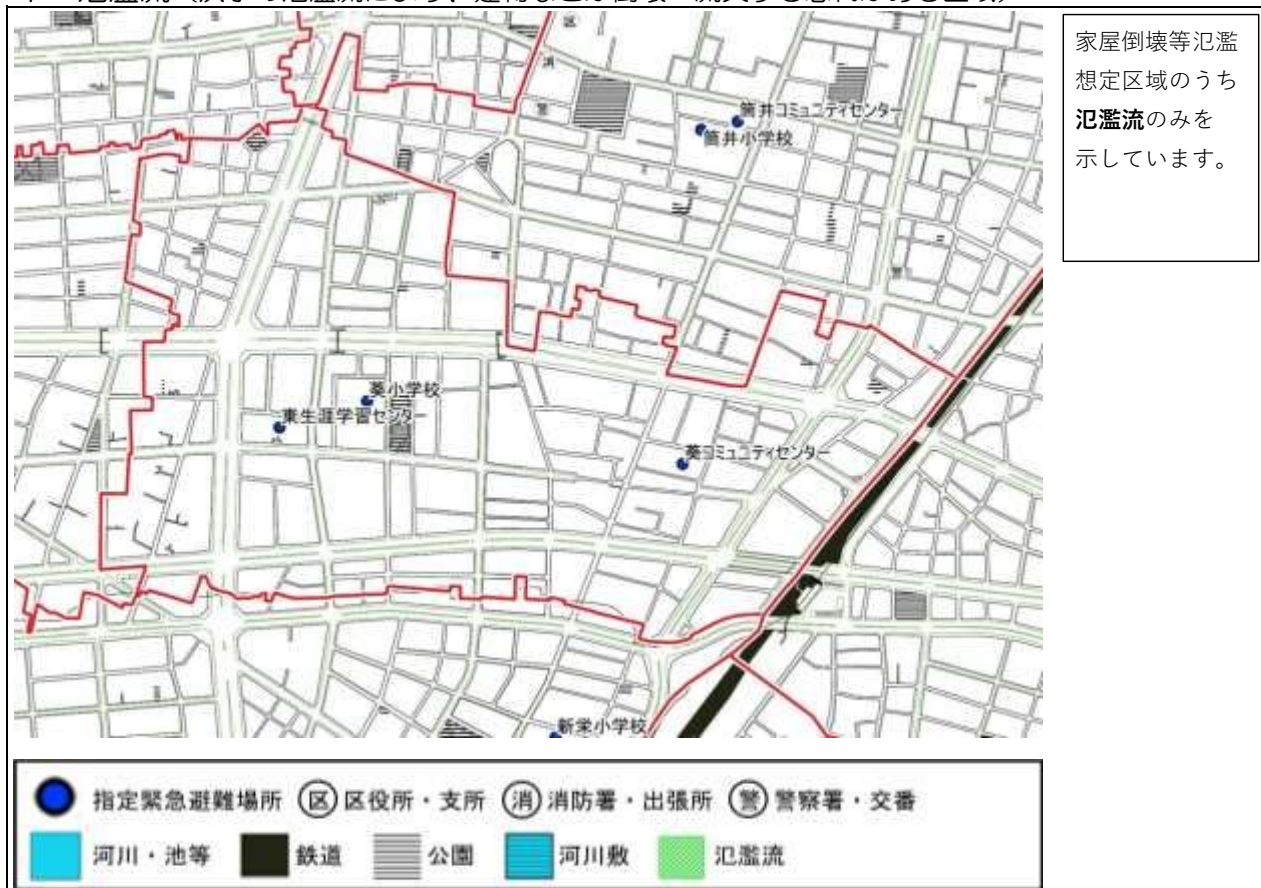 区
消
警
筒井コミュニティセンター
筒井小学校
葵小学校
東生涯学習センター
葵コミュニティセンター
新栄小学校
家屋倒壊等氾濫
想定区域のうち
氾濫流のみを
示しています。
指定緊急避難場所 区 区役所・支所 消 消防署・出張所 警 警察署・交番
河川・池等 鉄道 公園 河川敷 氾濫流